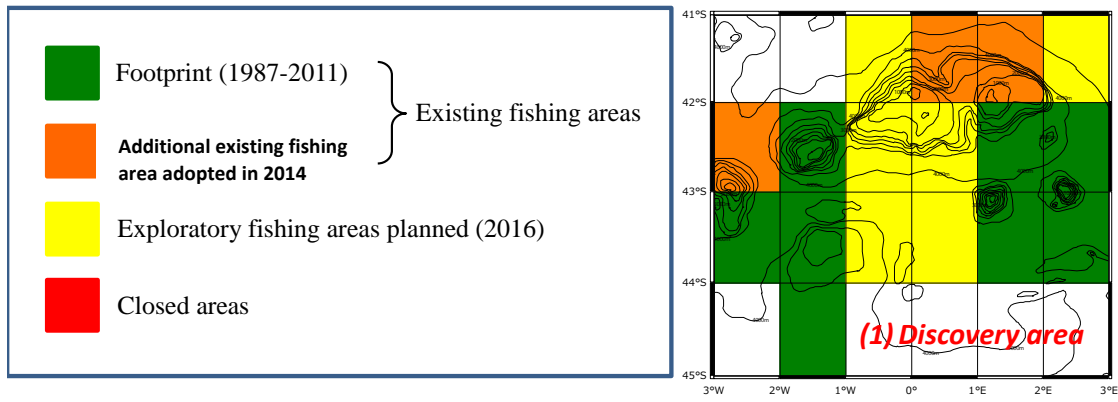 Footprint (1987-2011)
Existing fishing areas
Additional existing fishing
area adopted in 2014
Exploratory fishing areas planned (2016)
Closed areas
41°S
42°S
43°S
44°S
45°S
(1) Discovery area
3°W
2°W
1°W
0°
1°E
2°E
3°E